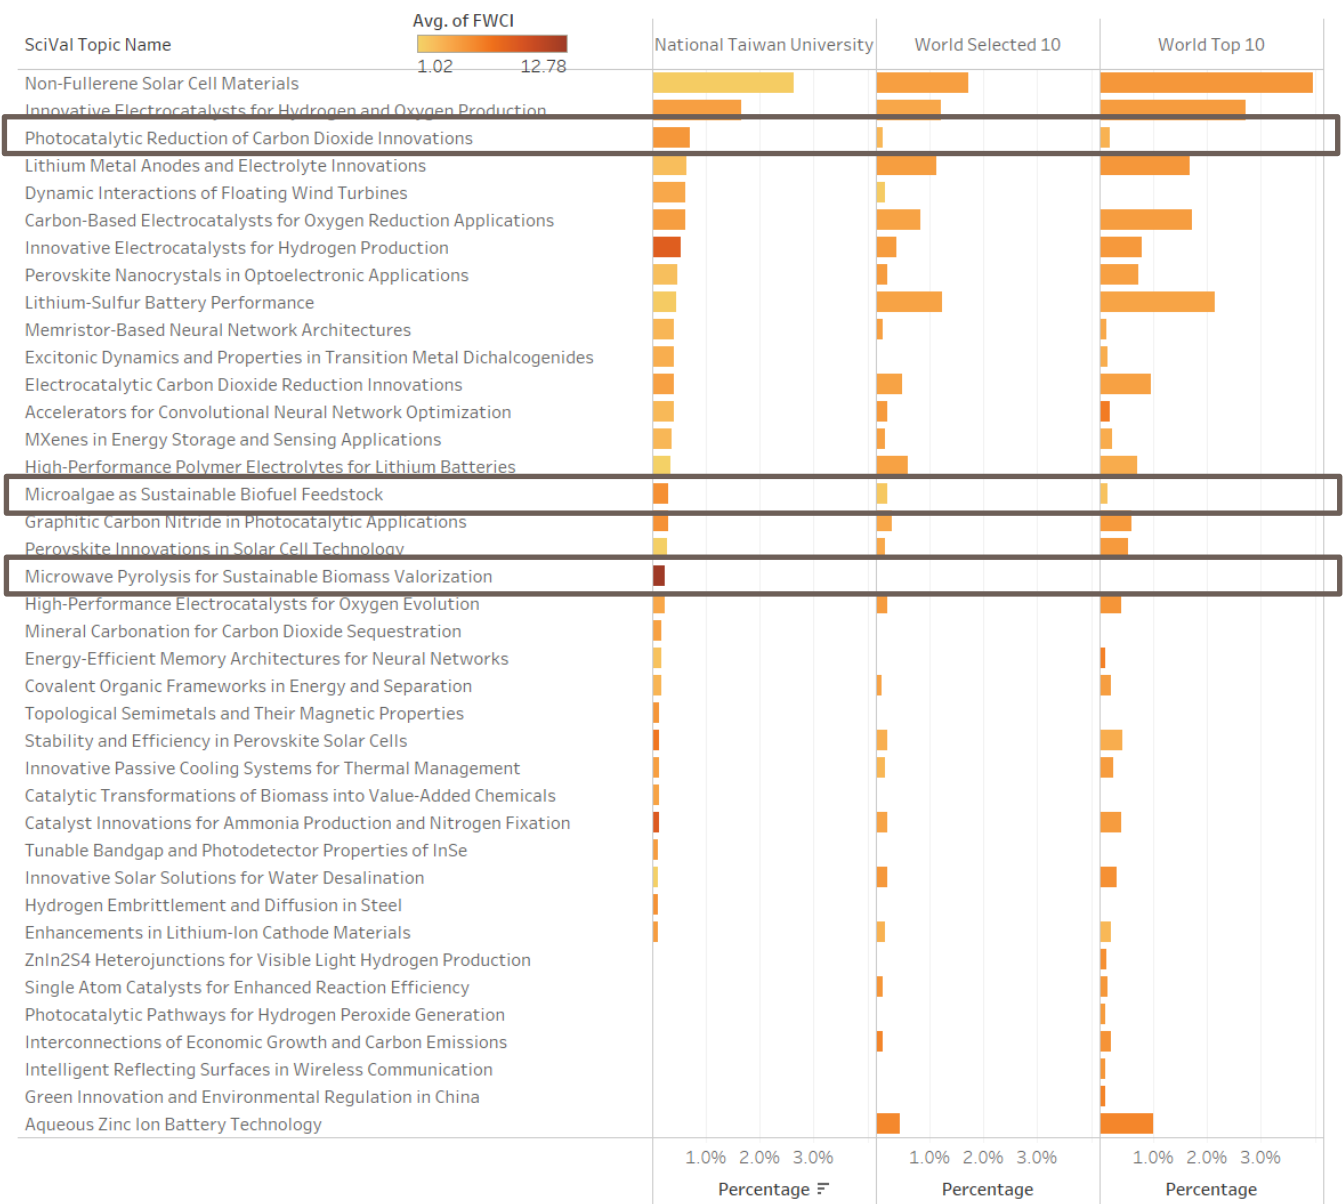 Avg. of FWCI
SciVal Topic Name
1.02 12.78
National Taiwan University World Selected 10 World Top 10
Non-Fullerene Solar Cell Materials
Innovative Electrocatalysts for Hydrogen and Oxygen Production
Photocatalytic Reduction of Carbon Dioxide Innovations
Lithium Metal Anodes and Electrolyte Innovations
Dynamic Interactions of Floating Wind Turbines
Carbon-Based Electrocatalysts for Oxygen Reduction Applications
Innovative Electrocatalysts for Hydrogen Production
Perovskite Nanocrystals in Optoelectronic Applications
Lithium-Sulfur Battery Performance
Memristor-Based Neural Network Architectures
Excitonic Dynamics and Properties in Transition Metal Dichalcogenides
Electrocatalytic Carbon Dioxide Reduction Innovations
Accelerators for Convolutional Neural Network Optimization
MXenes in Energy Storage and Sensing Applications
High-Performance Polymer Electrolytes for Lithium Batteries
Microalgae as Sustainable Biofuel Feedstock
Graphitic Carbon Nitride in Photocatalytic Applications
Perovskite Innovations in Solar Cell Technology
Microwave Pyrolysis for Sustainable Biomass Valorization
High-Performance Electrocatalysts for Oxygen Evolution
Mineral Carbonation for Carbon Dioxide Sequestration
Energy-Efficient Memory Architectures for Neural Networks
Covalent Organic Frameworks in Energy and Separation
Topological Semimetals and Their Magnetic Properties
Stability and Efficiency in Perovskite Solar Cells
Innovative Passive Cooling Systems for Thermal Management
Catalytic Transformations of Biomass into Value-Added Chemicals
Catalyst Innovations for Ammonia Production and Nitrogen Fixation
Tunable Bandgap and Photodetector Properties of InSe
Innovative Solar Solutions for Water Desalination
Hydrogen Embrittlement and Diffusion in Steel
Enhancements in Lithium-Ion Cathode Materials
ZnIn2S4 Heterojunctions for Visible Light Hydrogen Production
Single Atom Catalysts for Enhanced Reaction Efficiency
Photocatalytic Pathways for Hydrogen Peroxide Generation
Interconnections of Economic Growth and Carbon Emissions
Intelligent Reflecting Surfaces in Wireless Communication
Green Innovation and Environmental Regulation in China
Aqueous Zinc Ion Battery Technology
1.0% 2.0% 3.0% 1.0% 2.0% 3.0% 1.0% 2.0% 3.0%
Percentage Percentage Percentage